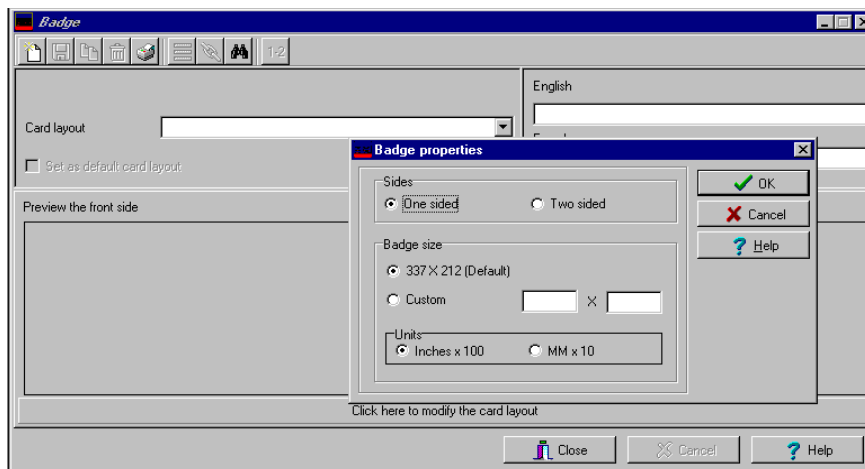 Badge
1-2
English
Card layout
Set as default card layout
Badge properties
Sides
One sided
Two sided
OK
Cancel
Help
Preview the front side
Badge size
337 X 212 (Default)
Custom
X
Units
Inches x 100
MM x 10
Click here to modify the card layout
Close
Cancel
Help